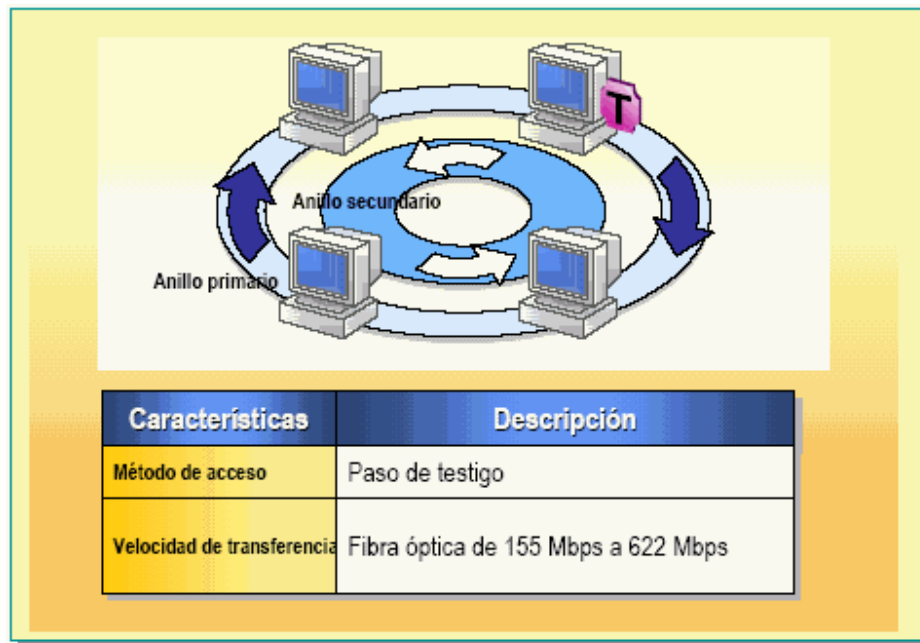 T
Anillo secundario
Anillo primario
Características Descripción
Método de acceso Paso de testigo
Velocidad de transferencia Fibra óptica de 155 Mbps a 622 Mbps